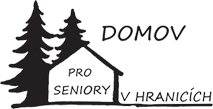 DOMOV
PRO
SENIORY
V HRANICÍCH